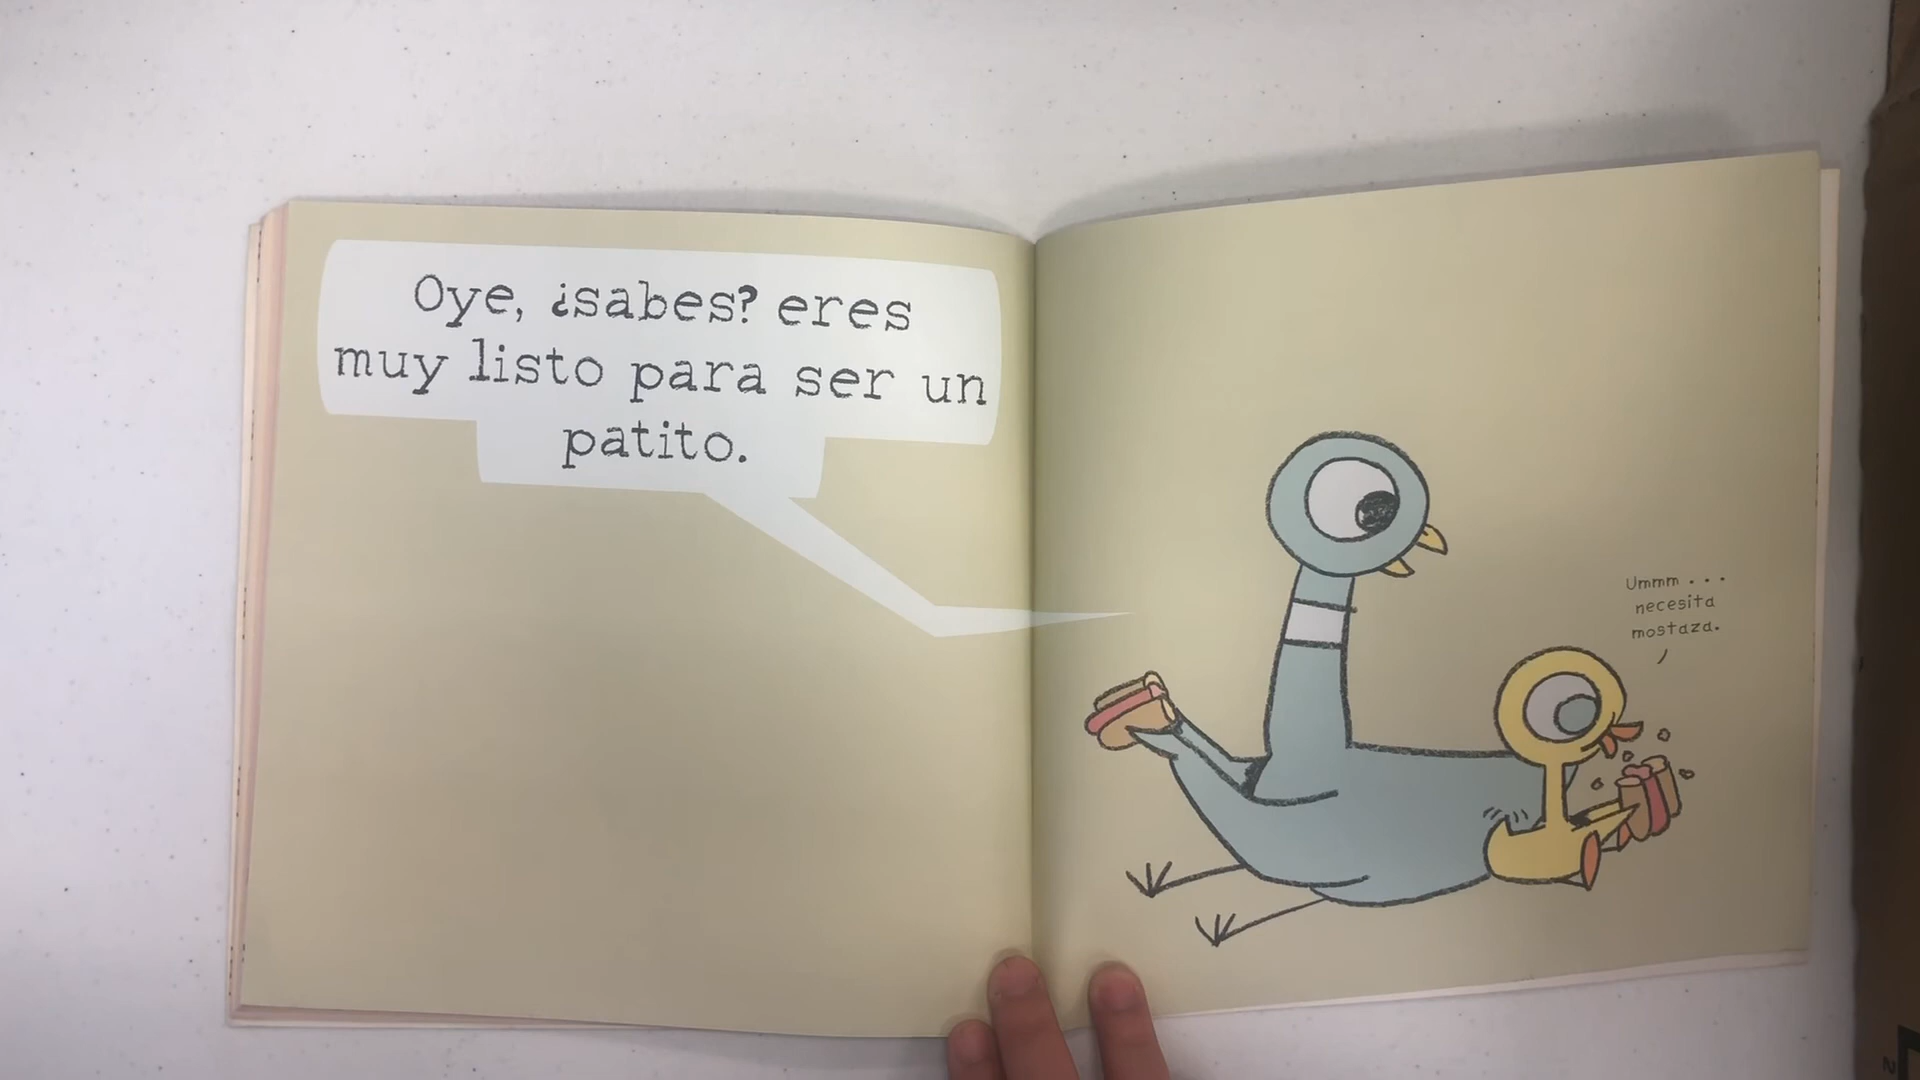 Oye, ¿sabes? eres
muy listo para ser un
patito.
Ummm...
necesita
mostaza.